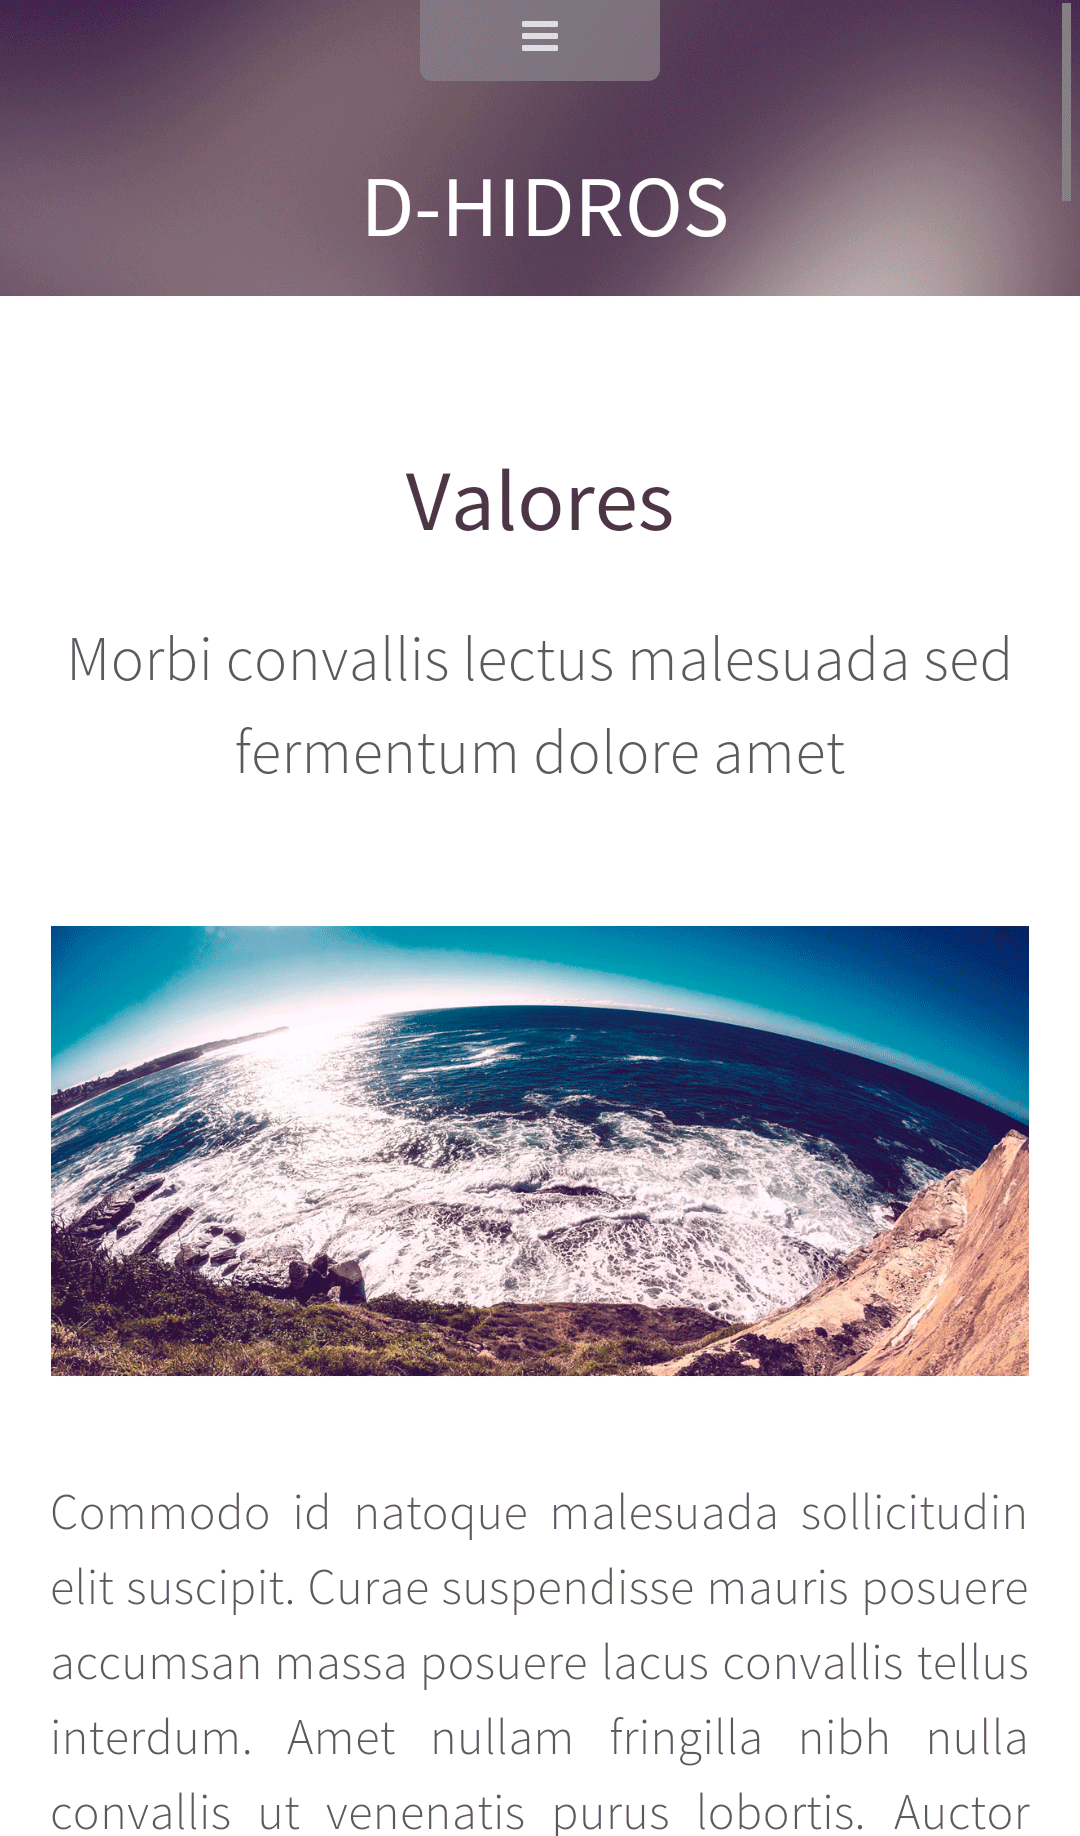 D-HIDROS
Valores
Morbi convallis lectus malesuada sed
fermentum dolore amet
Commodo id natoque malesuada sollicitudin
elit suscipit. Curae suspendisse mauris posuere
accumsan massa posuere lacus convallis tellus
interdum. Amet nullam fringilla nibh nulla
convallis ut venenatis purus lobortis. Auctor